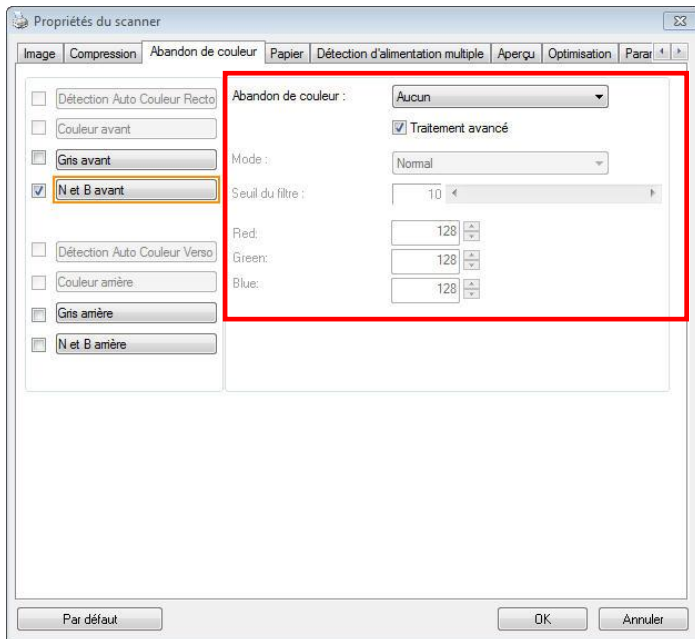 Propriétés du scanner
Image Compression Abandon de couleur Papier Détection d'alimentation multiple Aperçu Optimisation Parar
Détection Auto Couleur Recto
Couleur avant
Gris avant
N et B avant
Détection Auto Couleur Verso
Couleur arrière
Gris arrière
N et B arrière
Abandon de couleur : Aucun
Traitement avancé
Mode : Normal
Seuil du filtre : 10
Red: 128
Green: 128
Blue: 128
Par défaut OK Annuler